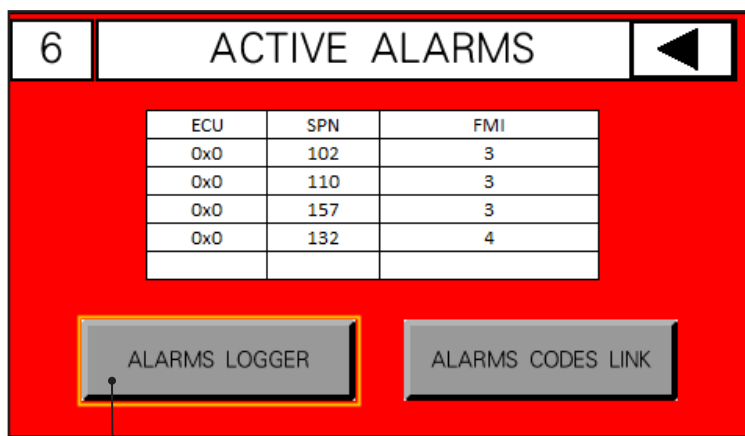 6 ACTIVE ALARMS
ECU SPN FMI
0x0 102 3
0x0 110 3
0x0 157 3
0x0 132 4
ALARMS LOGGER ALARMS CODES LINK